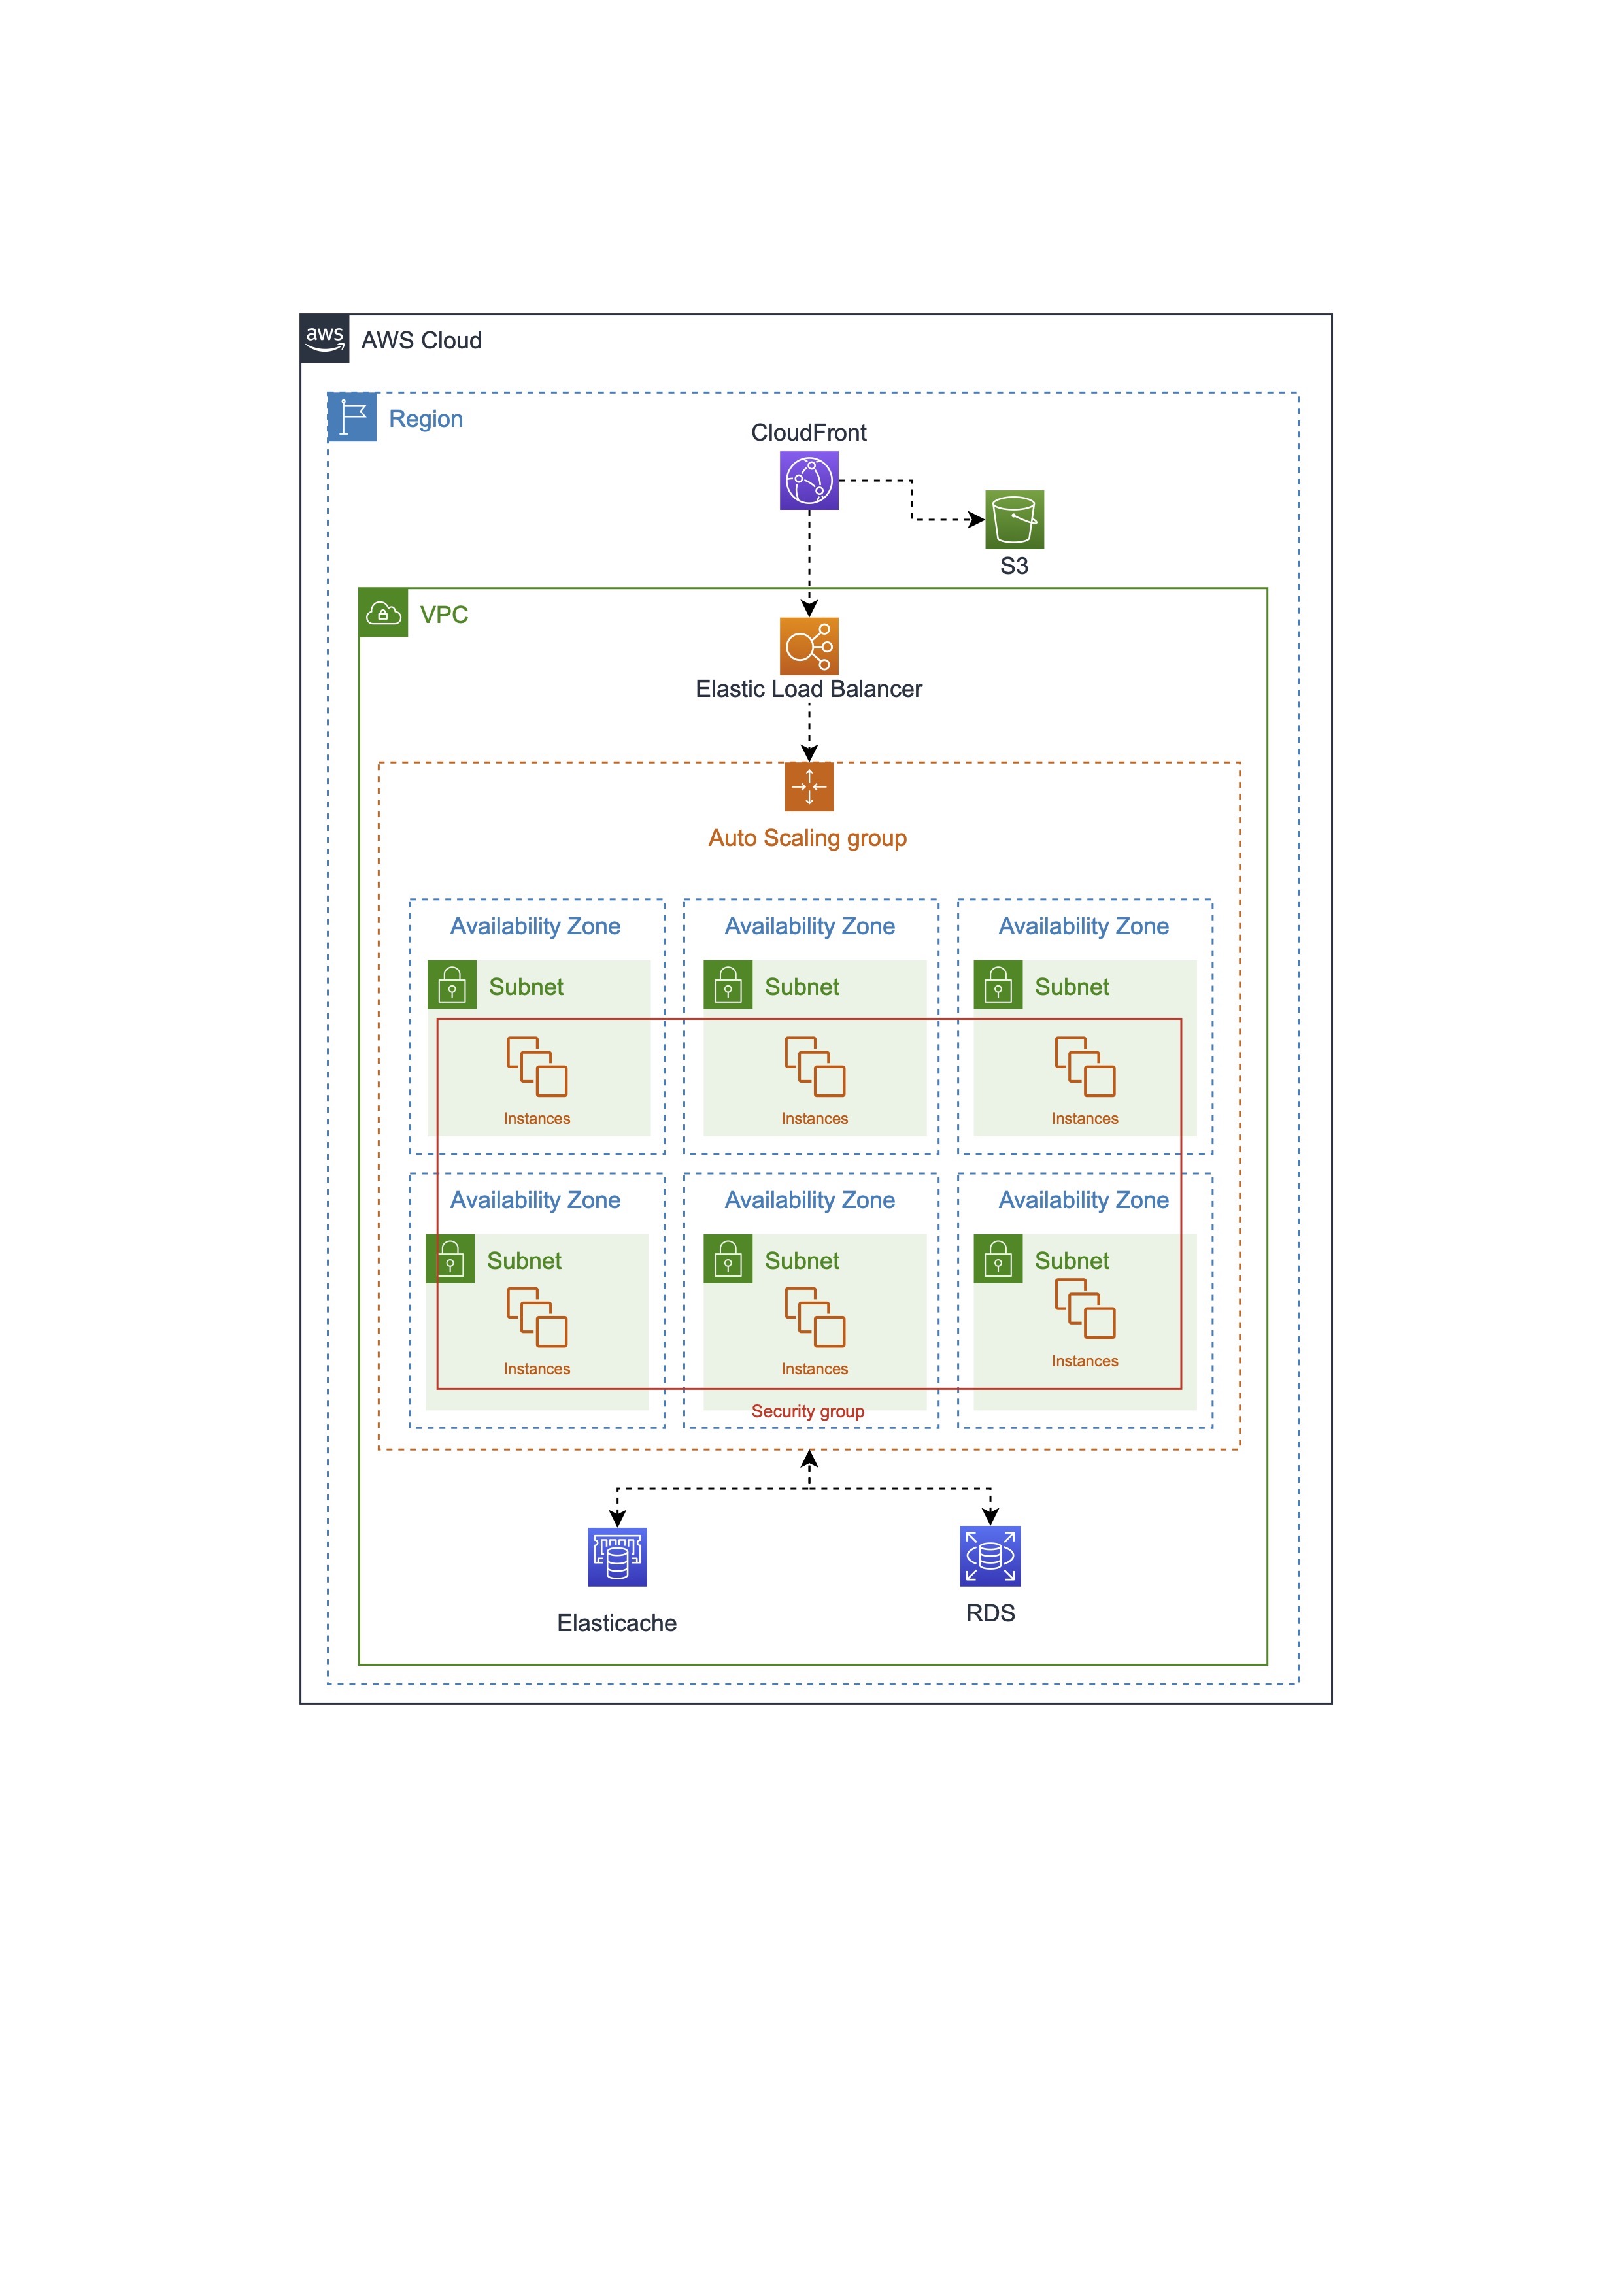 aws
AWS Cloud
Region
CloudFront
S3
VPC
Elastic Load Balancer
Auto Scaling group
Availability Zone
Availability Zone
Availability Zone
Subnet
Subnet
Subnet
Instances
Instances
Instances
Availability Zone
Availability Zone
Availability Zone
Subnet
Subnet
Subnet
Instances
Instances
Instances
Security group
Elasticache
RDS